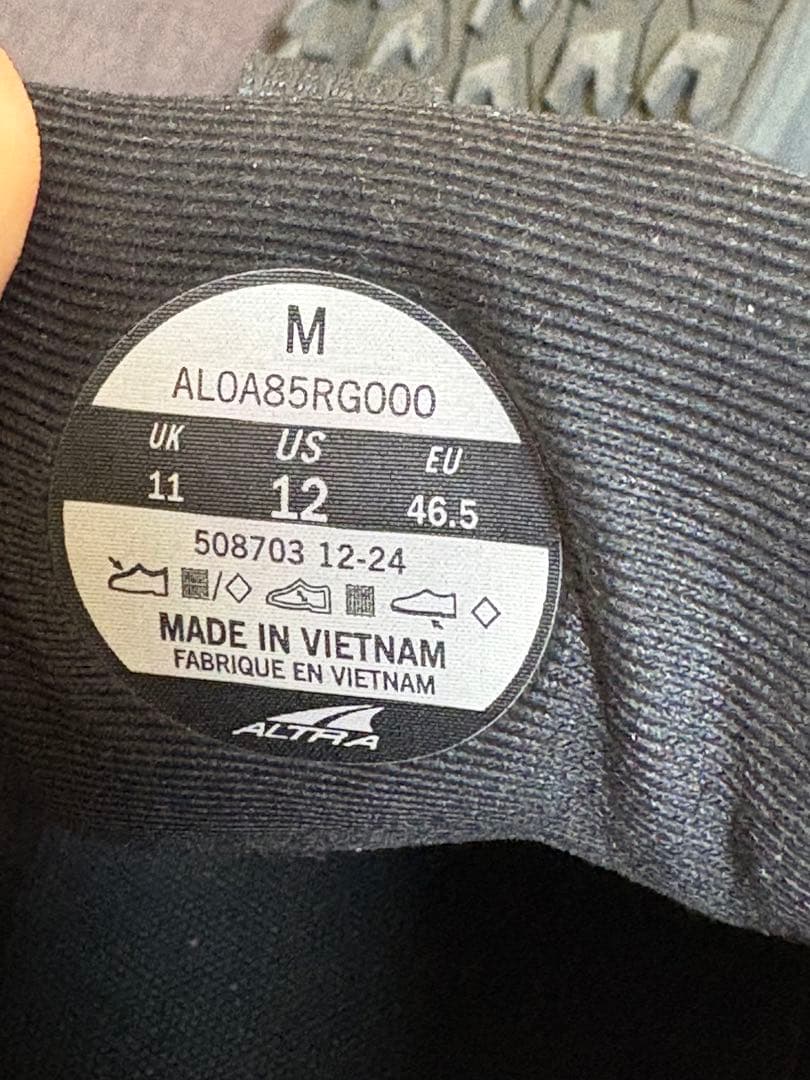 M
AL0A85RG000
UK US EU
11 12 46.5
508703 12-24
/
MADE IN VIETNAM
FABRIQUE EN VIETNAM
ALTRA